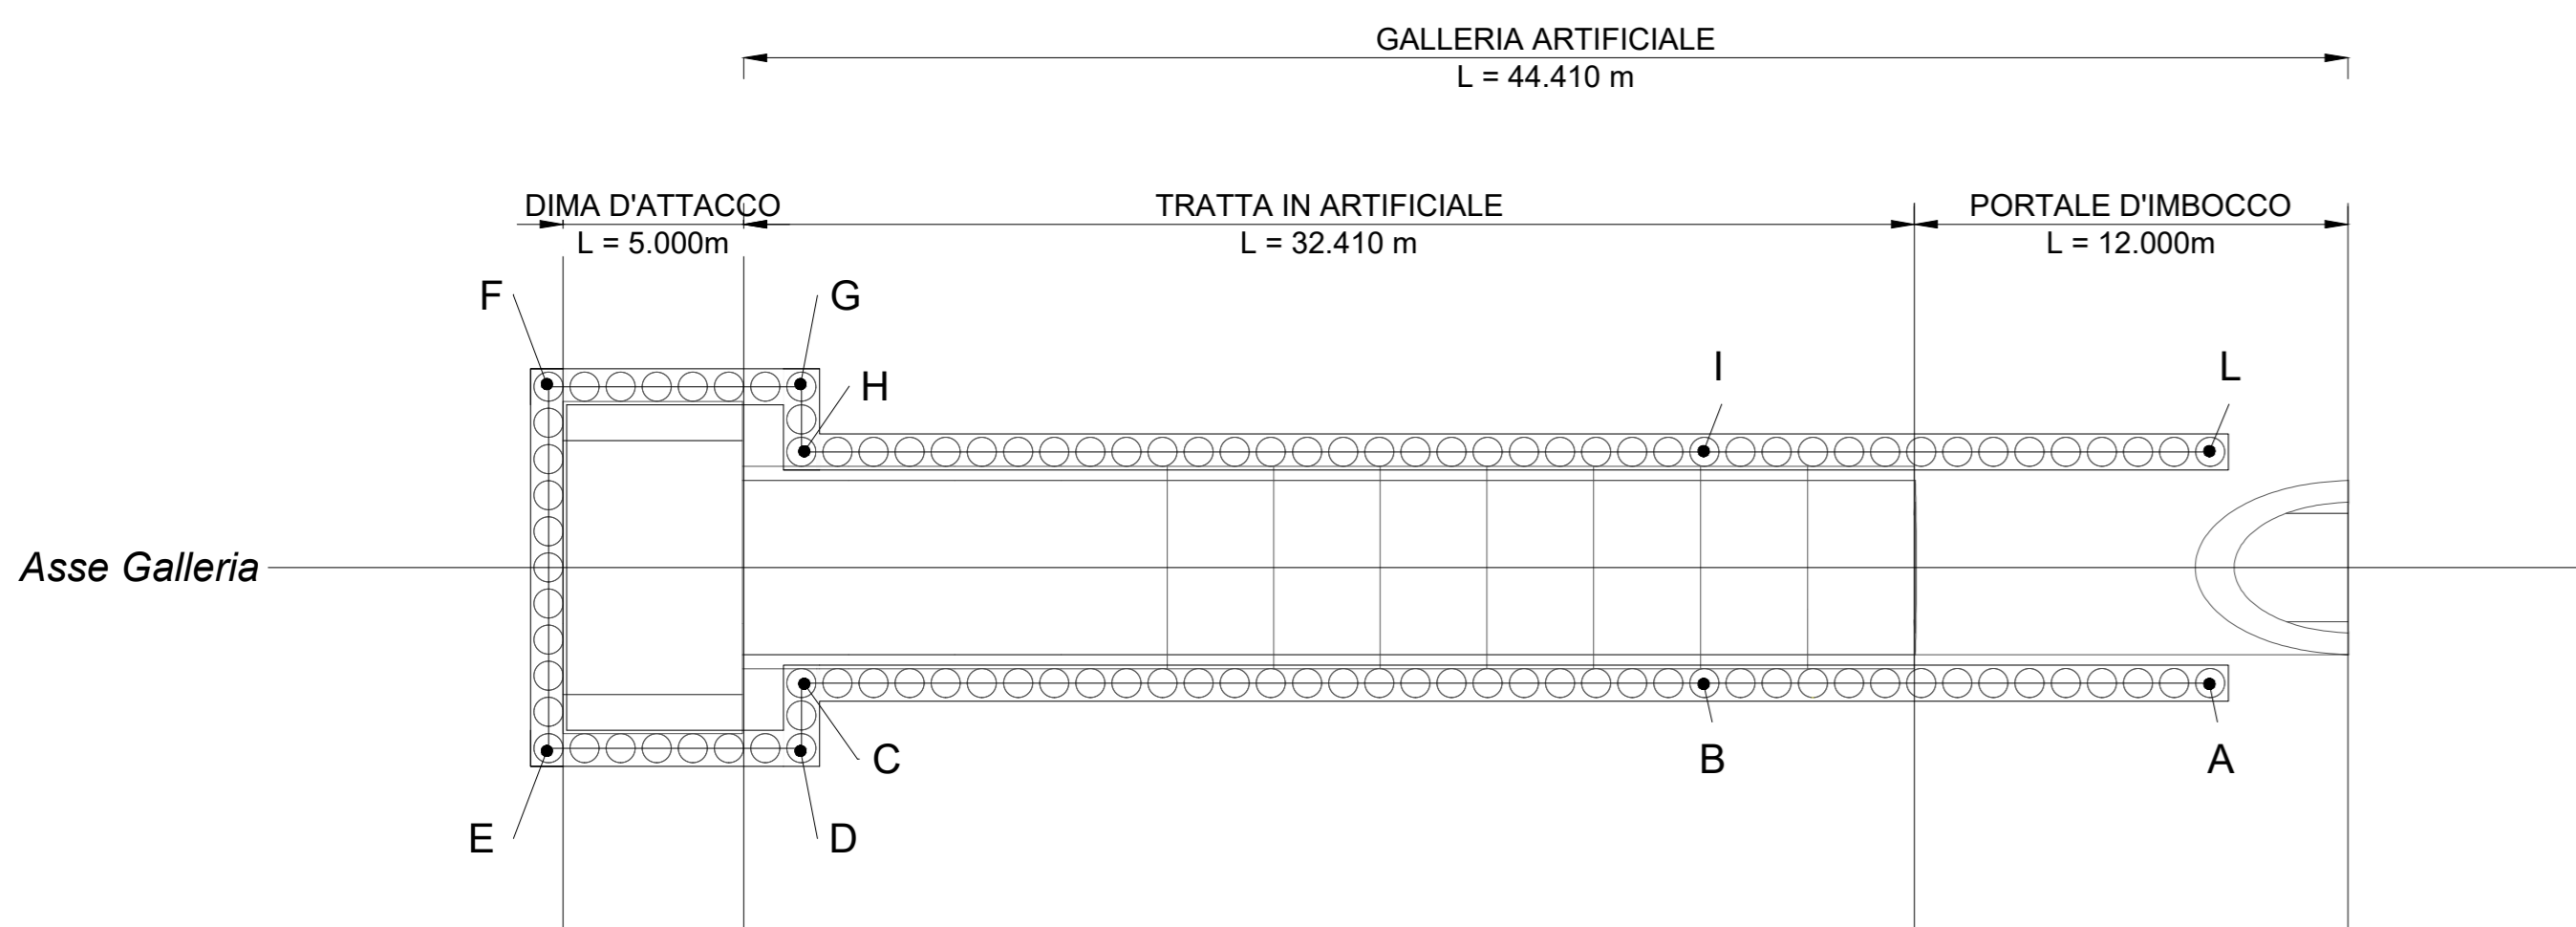 GALLERIA ARTIFICIALE
L = 44.410 m
DIMA D'ATTACCO
TRATTA IN ARTIFICIALE
PORTALE D'IMBOCCO
L = 5.000m
L = 32.410 m
L = 12.000m
F
G
H
I
L
Asse Galleria
C
B
A
E
D